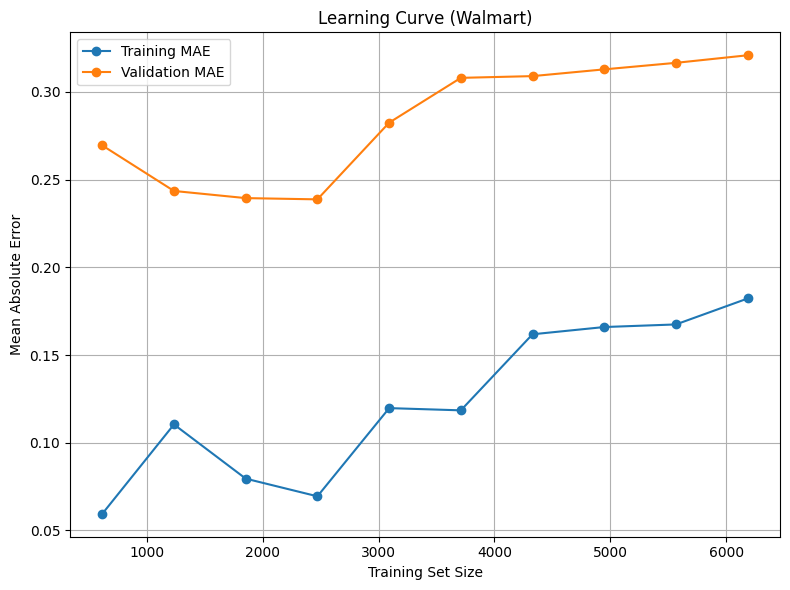 Learning Curve (Walmart)
Training MAE
Validation MAE
Mean Absolute Error
0.30
0.25
0.20
0.15
0.10
0.05
1000 2000 3000 4000 5000 6000
Training Set Size